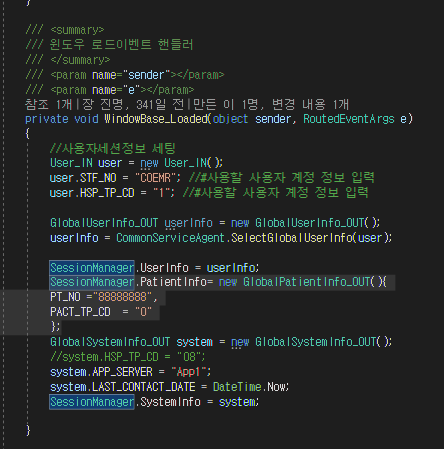 }
/// <summary>
/// 윈도우 로드이벤트 핸들러
/// </summary>
/// <param name="sender"></param>
/// <param name="e"></param>
참조 1개|장 진명, 341일 전|만든 이 1명, 변경 내용 1개
private void WindowBase_Loaded(object sender, RoutedEventArgs e)
{
//사용자세션정보 세팅
User_IN user = new User_IN();
user.STF_NO = "COEMR"; //#사용할 사용자 계정 정보 입력
user.HSP_TP_CD = "1"; //#사용할 사용자 계정 정보 입력
GlobalUserInfo_OUT userInfo = new GlobalUserInfo_OUT();
userInfo = CommonServiceAgent.SelectGlobalUserInfo(user);
SessionManager.UserInfo = userInfo;
SessionManager.PatientInfo= new GlobalPatientInfo_OUT(){
PT_NO ="88888888",
PACT_TP_CD  = "O"
};
GlobalSystemInfo_OUT system = new GlobalSystemInfo_OUT();
//system.HSP_TP_CD = "08";
system.APP_SERVER = "App1";
system.LAST_CONTACT_DATE = DateTime.Now;
SessionManager.SystemInfo = system;
}